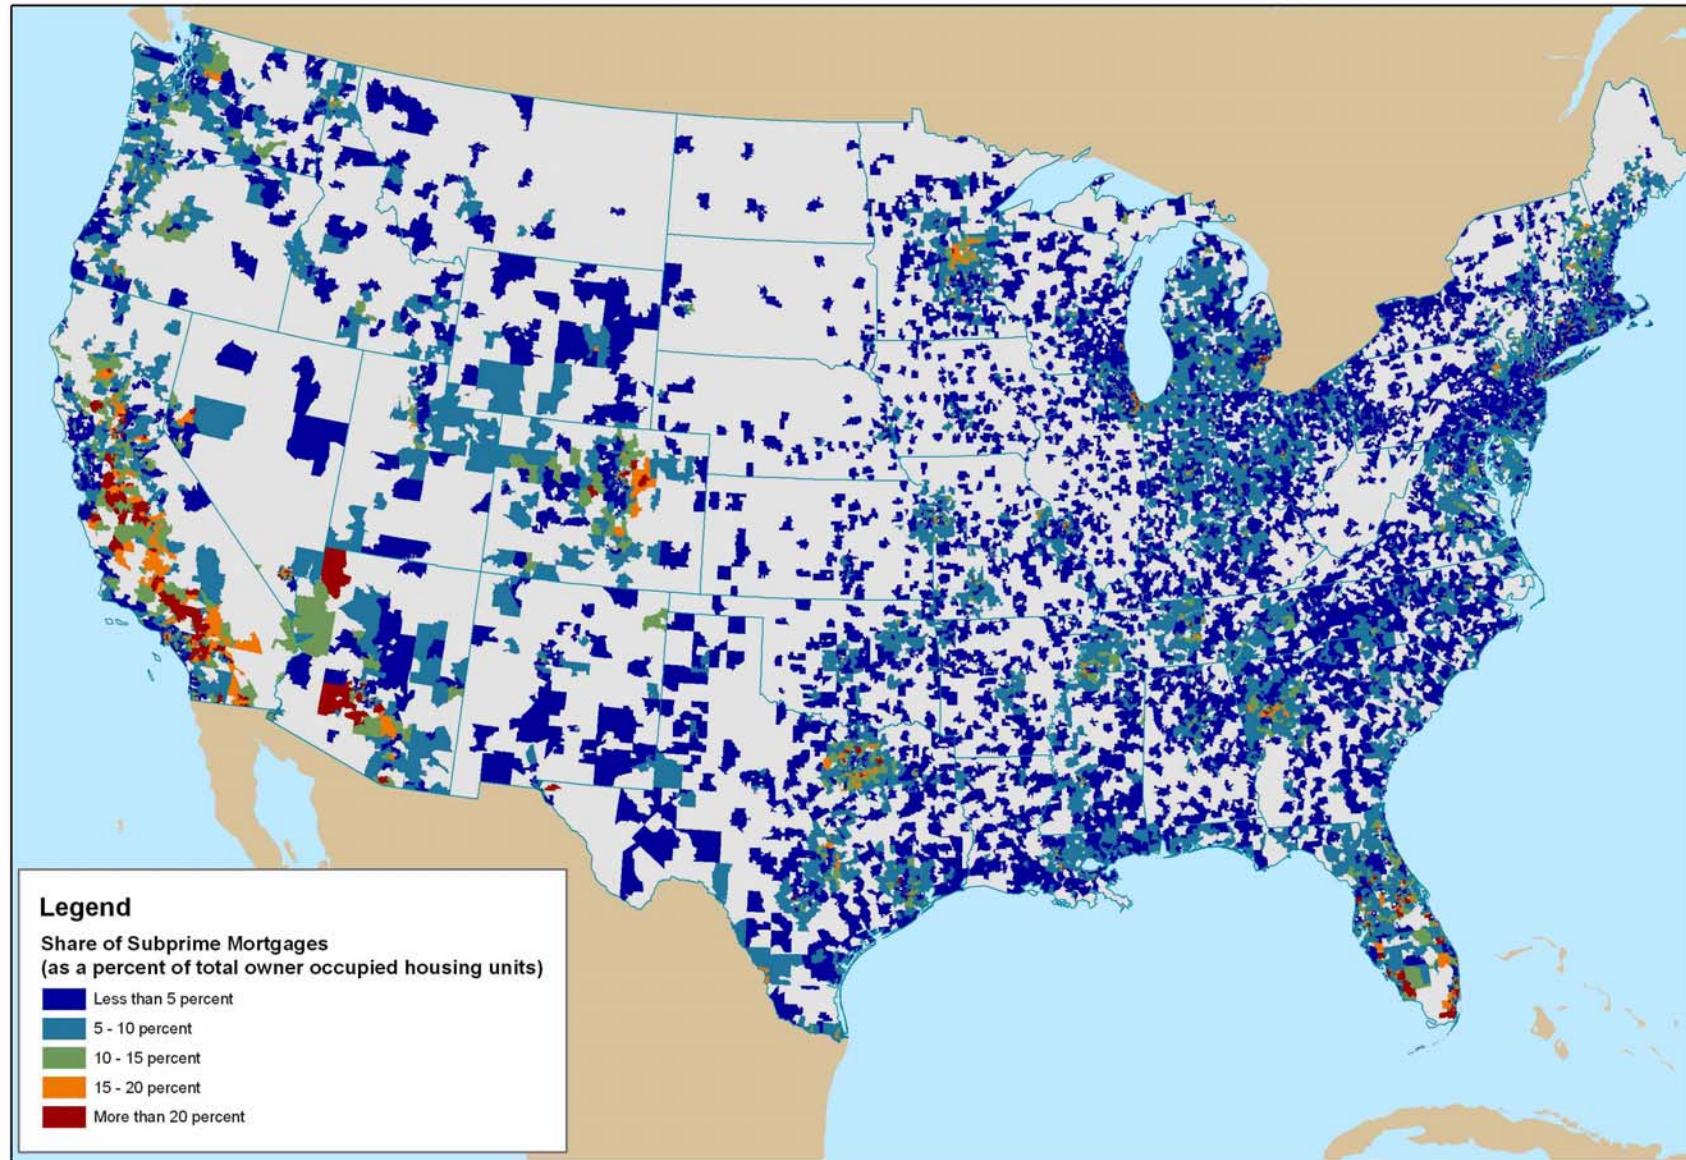 Legend
Share of Subprime Mortgages
(as a percent of total owner occupied housing units)
Less than 5 percent
5 - 10 percent
10 - 15 percent
15 - 20 percent
More than 20 percent